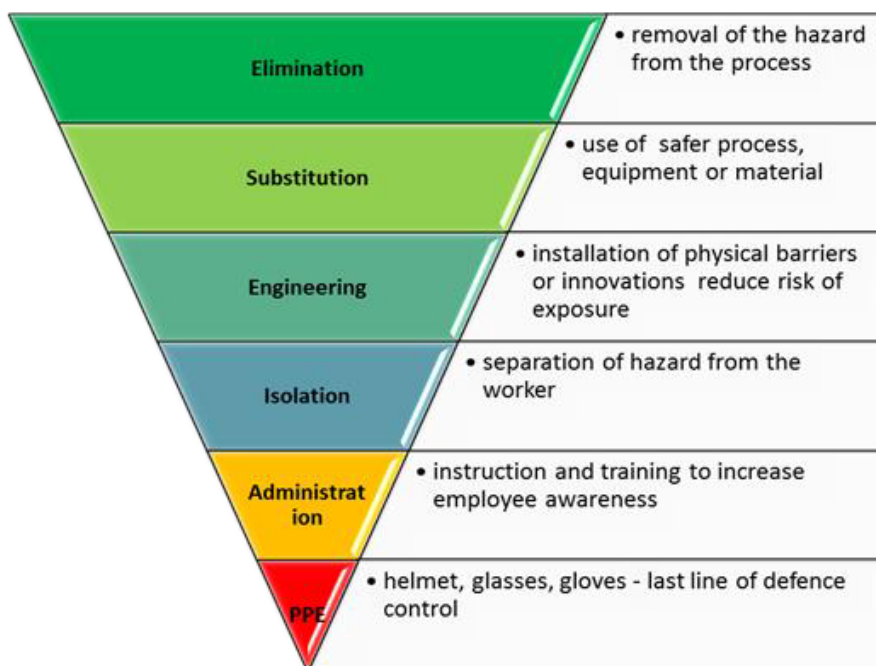 Elimination
• removal of the hazard
from the process
Substitution
• use of safer process,
equipment or material
Engineering
• installation of physical barriers
or innovations reduce risk of
exposure
Isolation
• separation of hazard from the
worker
Administrat
ion
• instruction and training to increase
employee awareness
PPE
• helmet, glasses, gloves - last line of defence
control